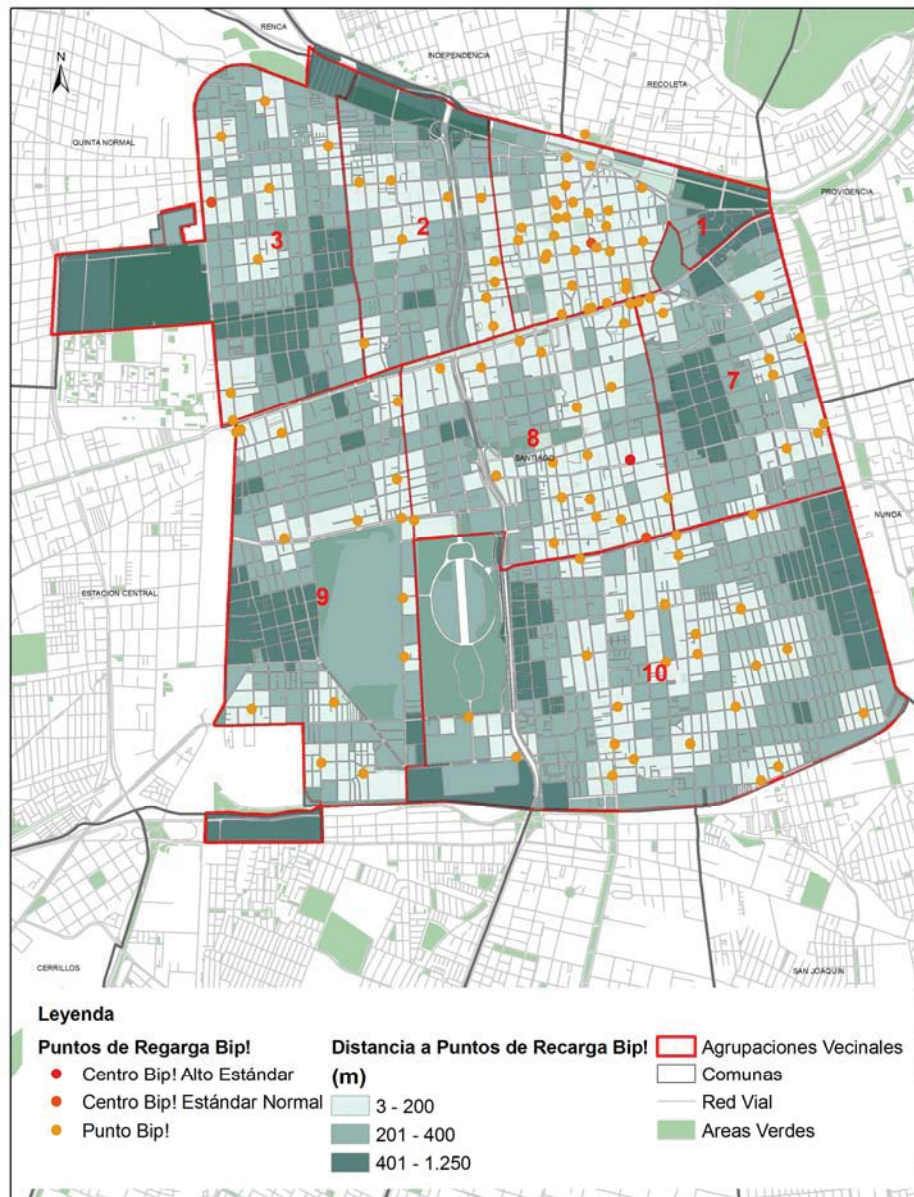 RENCA
INDEPENDENCIA
N
RECOLETA
QUINTA NORMAL
PROVIDENCIA
1
2
3
7
8
SANTIAGO
ÑUÑOA
ESTACION CENTRAL
9
10
CERRILLOS
SAN JOAQUIN
Leyenda
Puntos de Regarga Bip!
Centro Bip! Alto Estándar
Centro Bip! Estándar Normal
Punto Bip!
Distancia a Puntos de Recarga Bip!
(m)
3 - 200
201 - 400
401 - 1.250
Agrupaciones Vecinales
Comunas
Red Vial
Areas Verdes